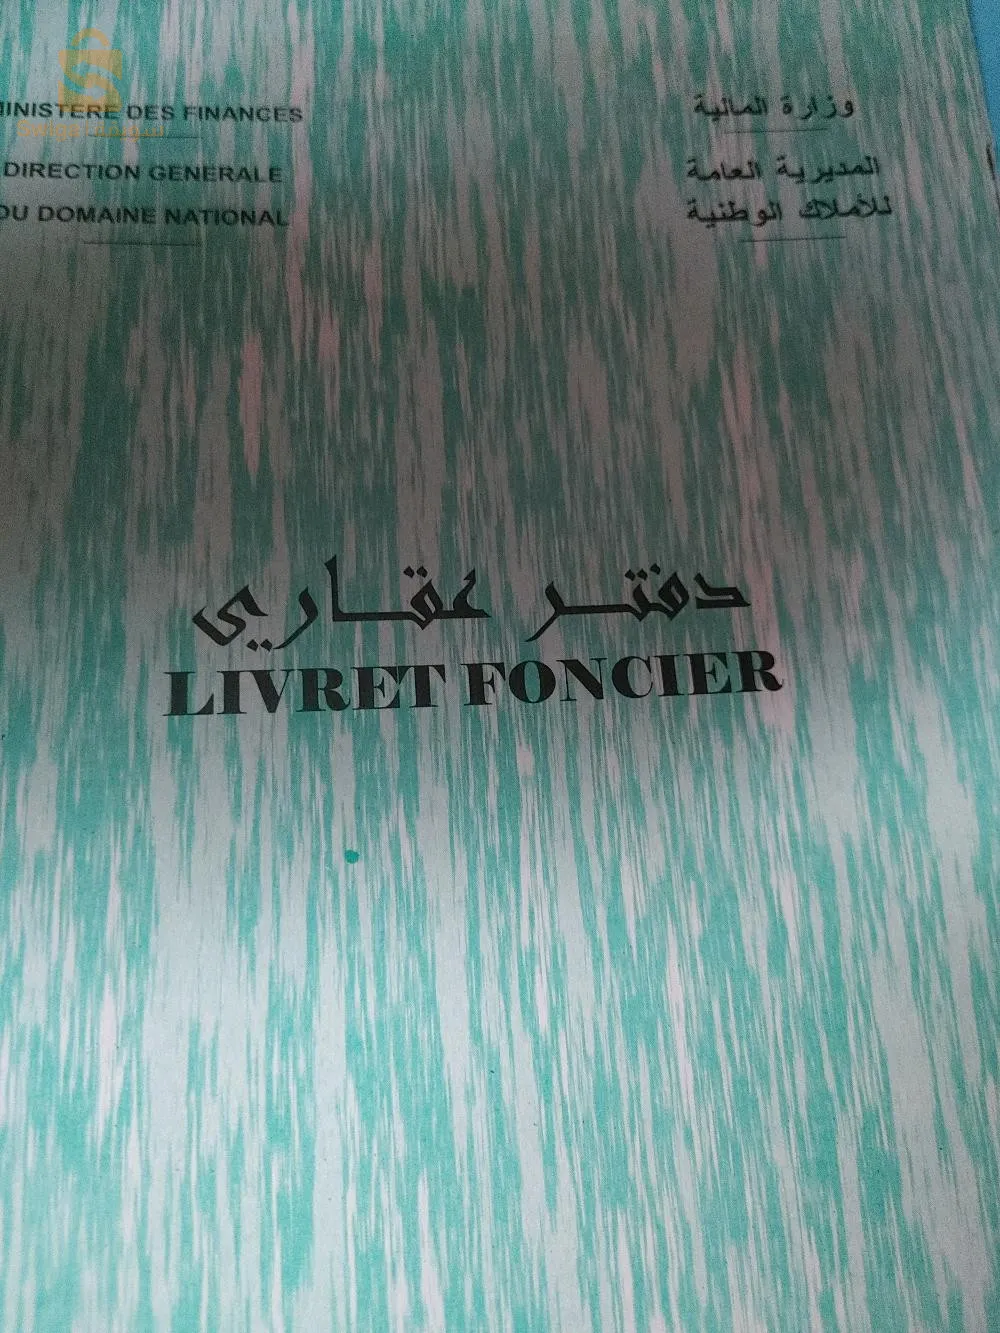 MINISTERE DES FINANCES
DIRECTION GENERALE
DU DOMAINE NATIONAL
وزارة المالية
المديرية العامة
للأملاك الوطنية
دفتر عقاري
LIVRET FONCIER